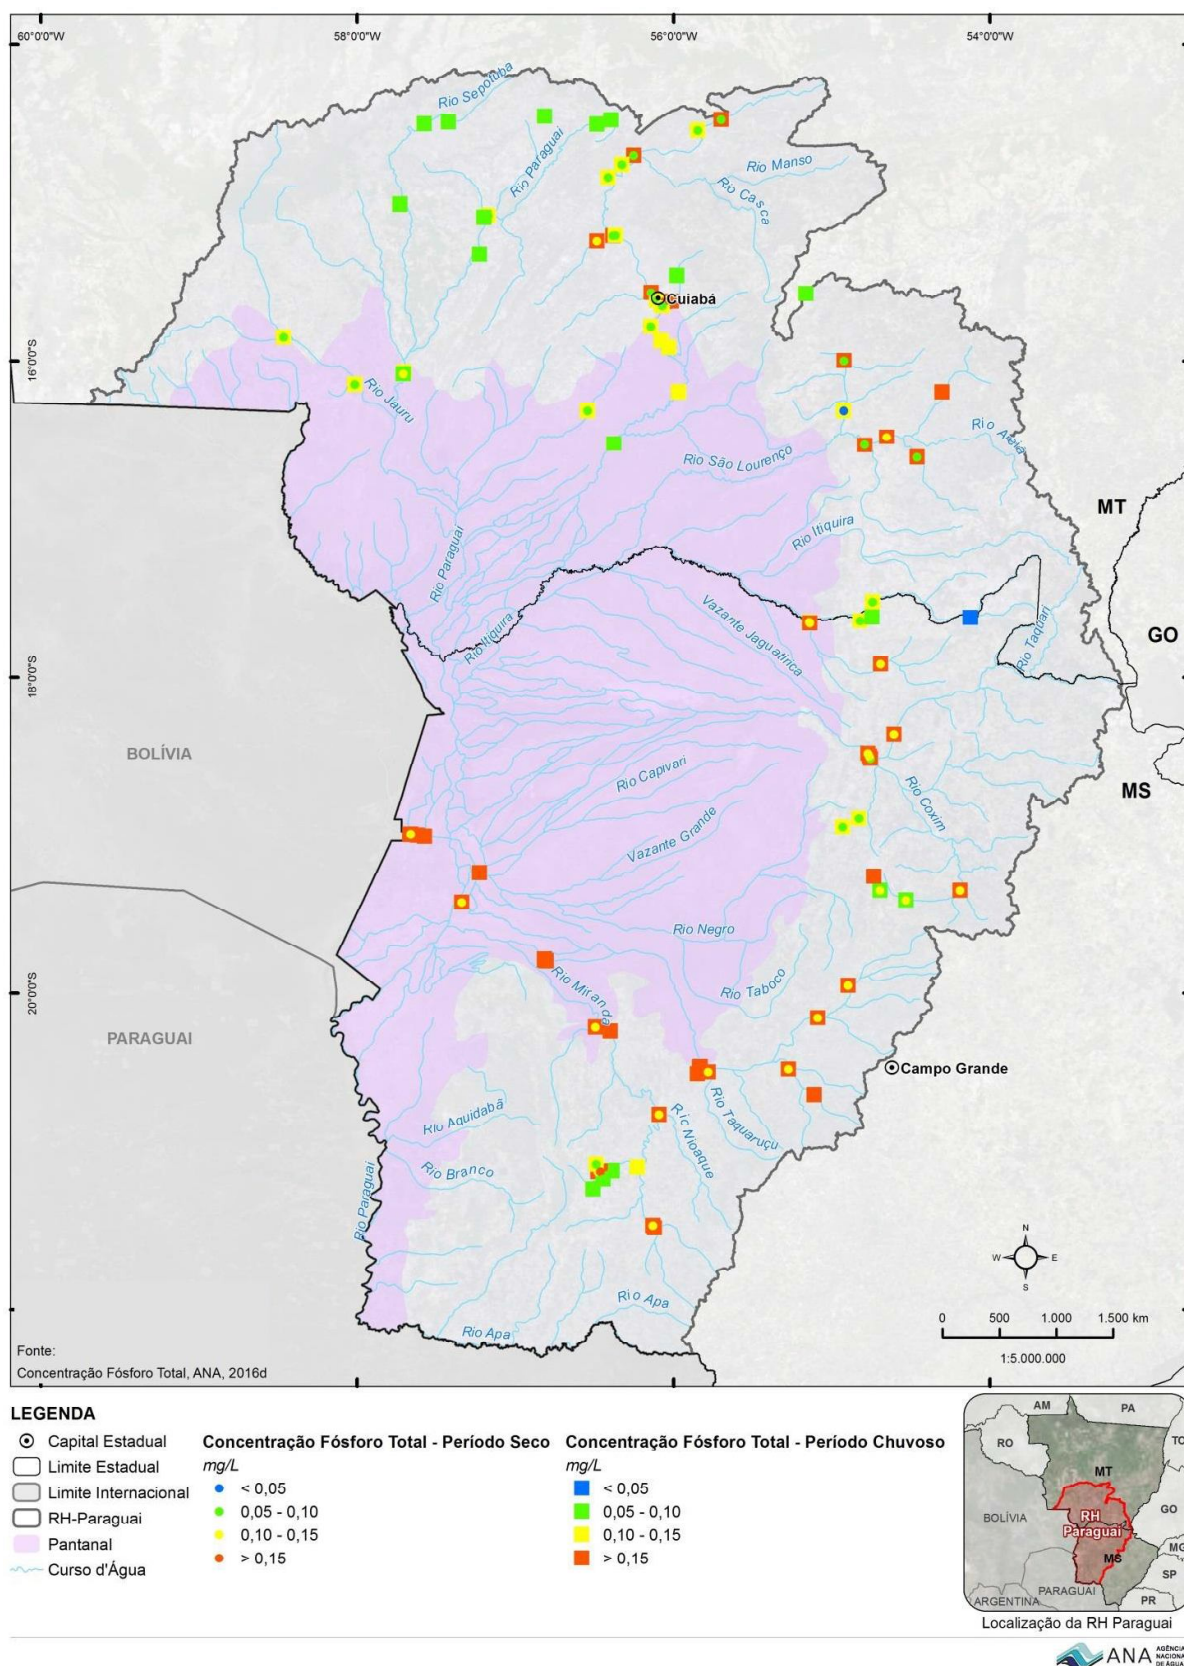 60°0'0"W
58°0'0"W
56°0'0"W
54°0'0"W
Rio Sepotuba
Rio Paraguai
Rio Manso
Rio Casca
Cuiabá
16°0'0"S
Rio Jauru
Rio São Lourenço
MT
Rio Itiquira
Rio Paraguai
Vazante Jaguatirica
Rio Itiquira
Rio Taquari
GO
18°0'0"S
BOLÍVIA
Rio Capivari
Rio Coxim
MS
Vazante Grande
Rio Negro
Rio Taboco
Rio Miranda
20°0'0"S
PARAGUAI
Campo Grande
Rio Aquidabã
Rio Nioaque
Rio Taquaruçu
Rio Branco
Rio Paraguai
N
W
E
S
Rio Apa
Rio Apa
0 500 1.000 1.500 km
1:5.000.000
Fonte:
Concentração Fósforo Total, ANA, 2016d
LEGENDA
Capital Estadual
Limite Estadual
Limite Internacional
RH-Paraguai
Pantanal
Curso d'Água
Concentração Fósforo Total - Período Seco
mg/L
< 0,05
0,05 - 0,10
0,10 - 0,15
> 0,15
Concentração Fósforo Total - Período Chuvoso
mg/L
< 0,05
0,05 - 0,10
0,10 - 0,15
> 0,15
AM
PA
RO
TO
MT
BOLÍVIA
GO
RH
Paraguai
MS
MG
SP
PARAGUAI
ARGENTINA
PR
Localização da RH Paraguai
ANA
AGÊNCIA
NACIONAL
DE ÁGUAS